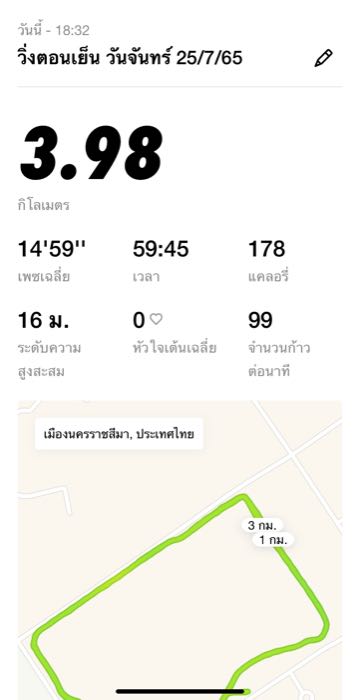 วันนี้ - 18:32
วิ่งตอนเย็น วันจันทร์ 25/7/65
3.98
กิโลเมตร
14'59'' 59:45 178
เพซเฉลี่ย เวลา แคลอรี่
16 ม. 0 99
ระดับความ หัวใจเต้นเฉลี่ย จำนวนก้าว
สูงสะสม ต่อนาที
เมืองนครราชสีมา, ประเทศไทย
3 กม.
1 กม.